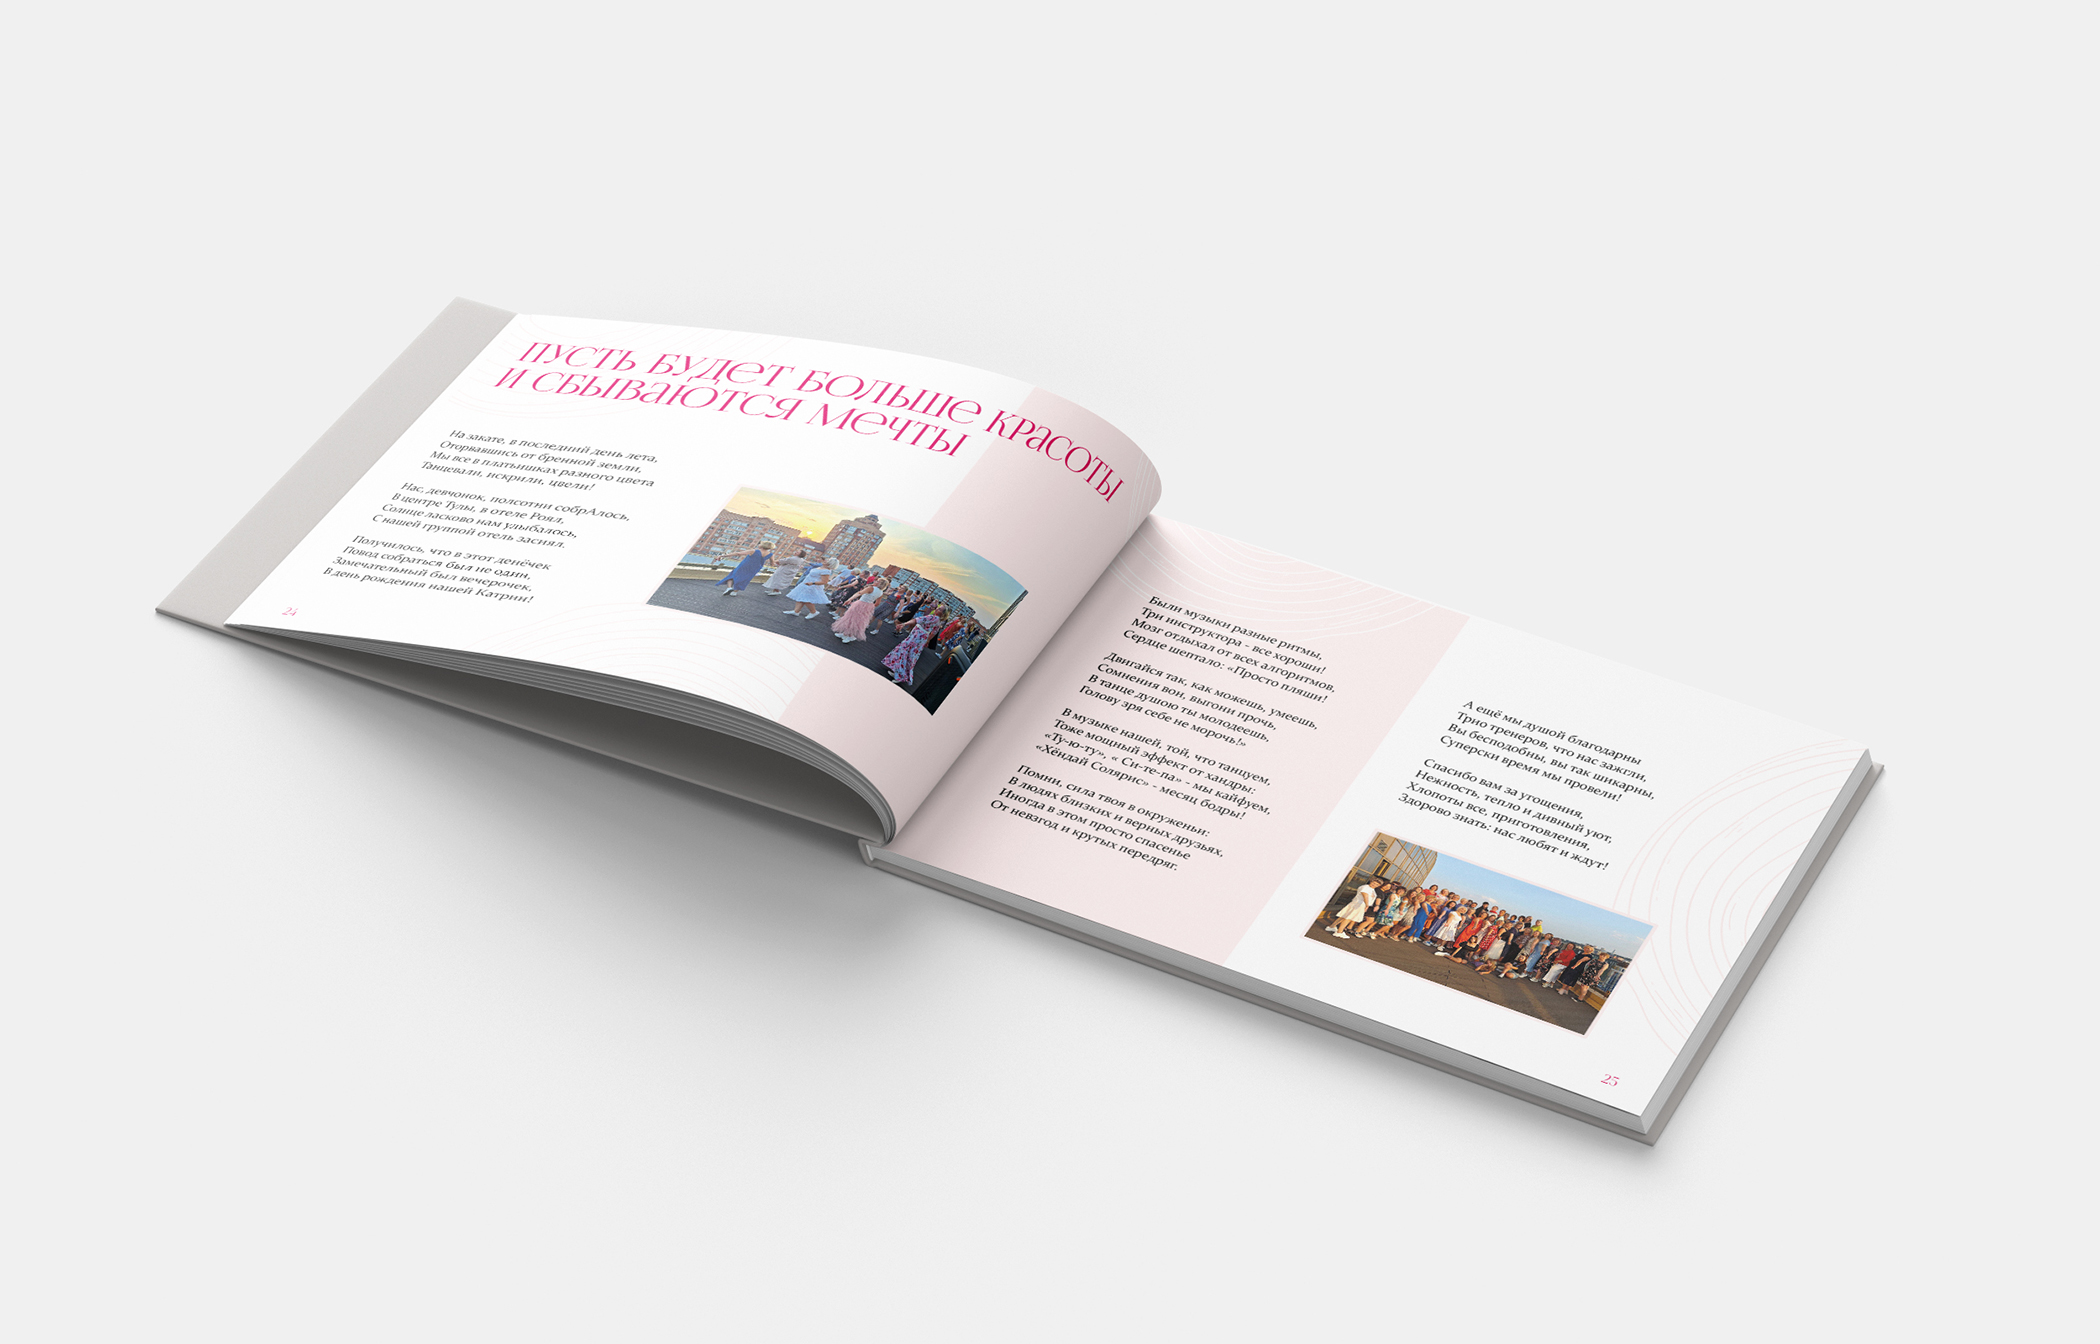 ПУСТЬ БУДЕТ БОЛЬШЕ КРАСОТЫ
И СБЫВАЮТСЯ МЕЧТЫ
На закате, в последний день лета,
Оторвавшись от бренной земли,
Мы все в платьишках разного цвета
Танцевали, искрили, цвели!
Нас, девчонок, полсотни собрАлось,
В центре Тулы, в отеле Роял,
Солнце ласково нам улыбалось,
С нашей группой отель засиял.
Получилось, что в этот денёчек
Повод собраться был не один,
Замечательный был вечерочек,
В день рождения нашей Катрин!
24
Были музыки разные ритмы,
Три инструктора - все хороши!
Мозг отдыхал от всех алгоритмов,
Сердце шептало: «Просто пляши!
Двигайся так, как можешь, умеешь,
Сомнения вон, выгони прочь,
В танце душою ты молодеешь,
Голову зря себе не морочь!»
В музыке нашей, той, что танцуем,
Тоже мощный эффект от хандры:
«Ту-ю-ту», « Си-те-па» - мы кайфуем,
«Хёндай Солярис» - месяц бодры!
Помни, сила твоя в окруженьи:
В людях близких и верных друзьях,
Иногда в этом просто спасенье
От невзгод и крутых передряг.
А ещё мы душой благодарны
Трио тренеров, что нас зажгли,
Вы бесподобны, вы так шикарны,
Суперски время мы провели!
Спасибо вам за угощения,
Нежность, тепло и дивный уют,
Хлопоты все, приготовления,
Здорово знать: нас любят и ждут!
25